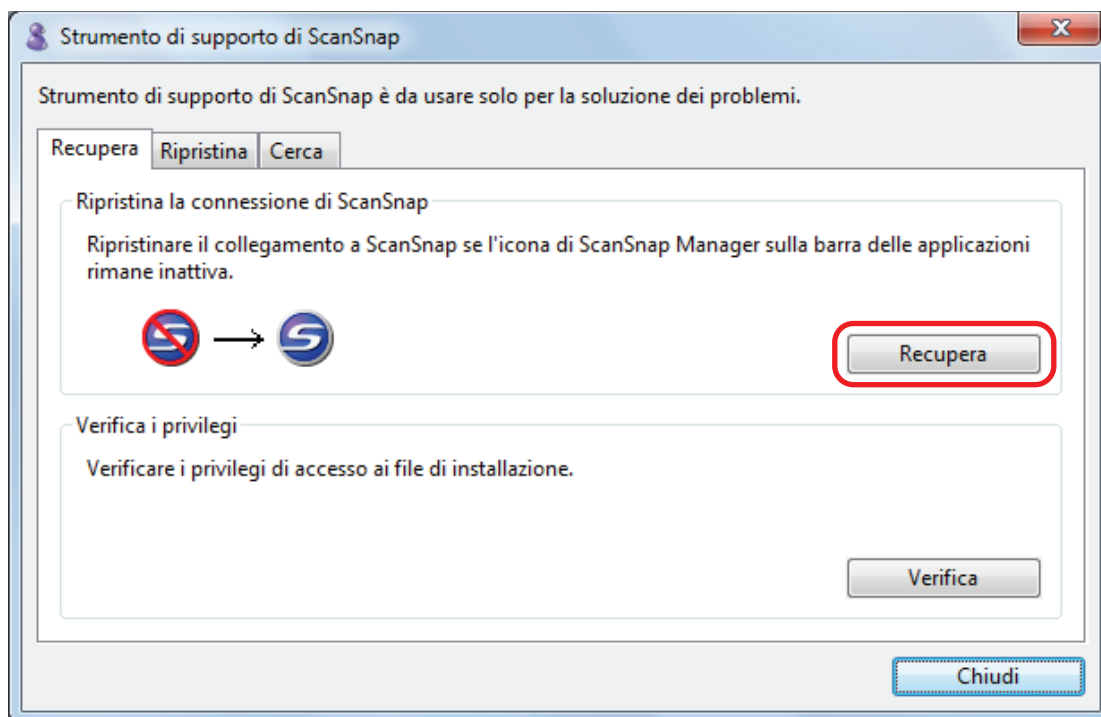 Strumento di supporto di ScanSnap
Strumento di supporto di ScanSnap è da usare solo per la soluzione dei problemi.
Recupera Ripristina Cerca
Ripristina la connessione di ScanSnap
Ripristinare il collegamento a ScanSnap se l'icona di ScanSnap Manager sulla barra delle applicazioni
rimane inattiva.
Recupera
Verifica i privilegi
Verificare i privilegi di accesso ai file di installazione.
Verifica
Chiudi